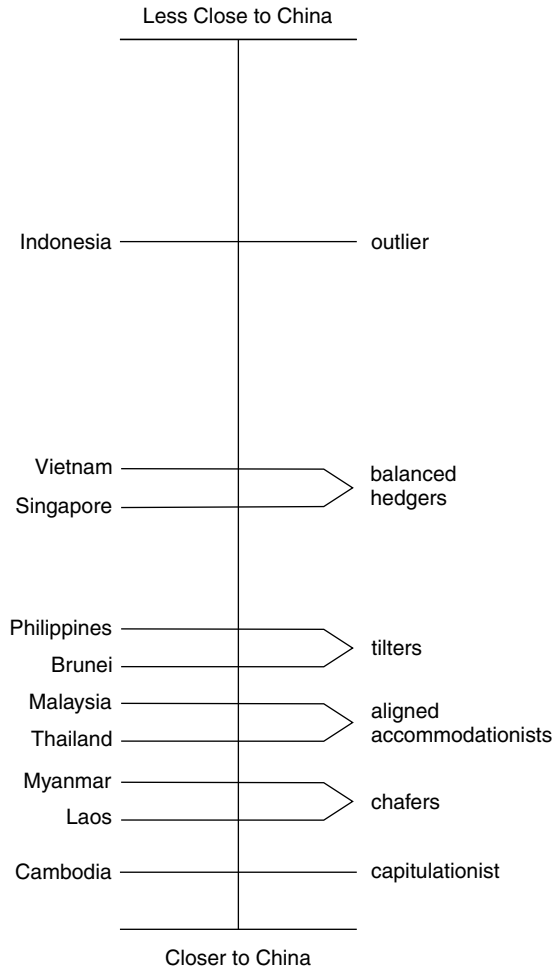 Less Close to China
Indonesia
outlier
Vietnam
Singapore
balanced
hedgers
Philippines
Brunei
tilters
Malaysia
Thailand
aligned
accommodationists
Myanmar
Laos
chafers
Cambodia
capitulationist
Closer to China